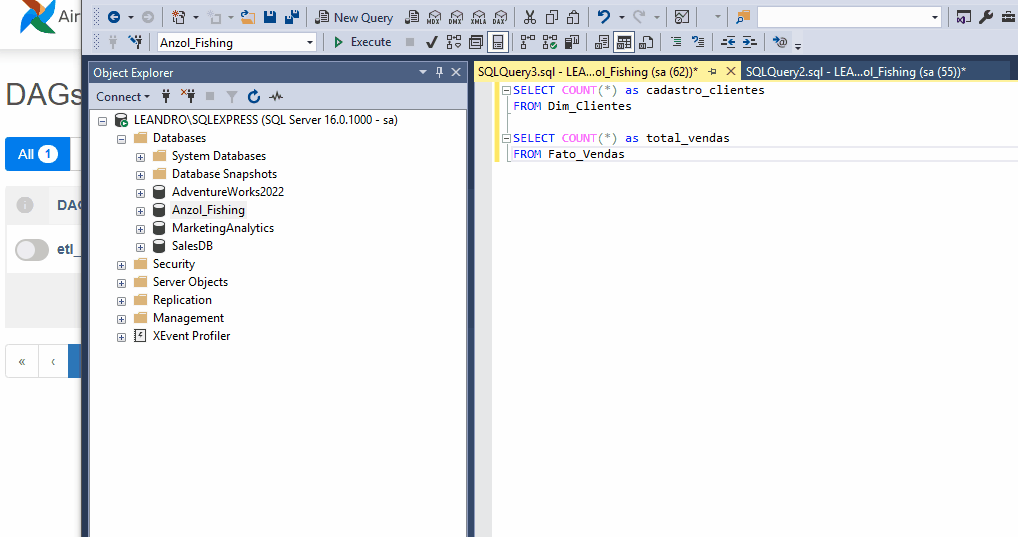 Air
DAGs
All 1
DAG
etl_
«
‹
New Query
MDX
DMX
XMLA
DAX
Anzol_Fishing
Execute
Object Explorer
Connect
LEANDRO\SQLEXPRESS (SQL Server 16.0.1000 - sa)
Databases
System Databases
Database Snapshots
AdventureWorks2022
Anzol_Fishing
MarketingAnalytics
SalesDB
Security
Server Objects
Replication
Management
XEvent Profiler
SQLQuery3.sql - LEA...ol_Fishing (sa (62))*
SQLQuery2.sql - LEA...ol_Fishing (sa (55))*
SELECT COUNT(*) as cadastro_clientes
FROM Dim_Clientes
SELECT COUNT(*) as total_vendas
FROM Fato_Vendas